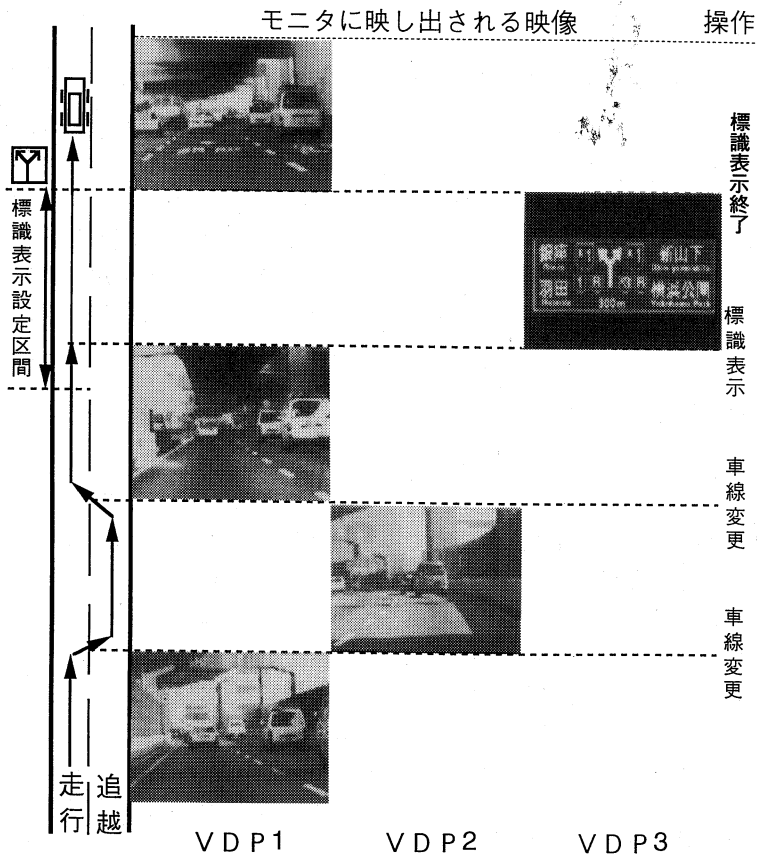 モニタに映し出される映像
操作
標識表示終了
標識表示設定区間
銀座
新山下
羽田
横浜公園
300m
標識表示
車線変更
車線変更
走行
追越
VDP1
VDP2
VDP3